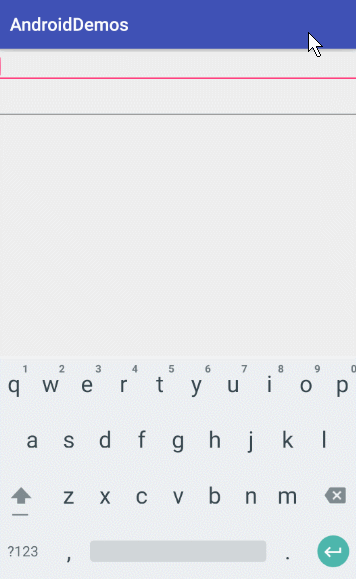 AndroidDemos
1 2 3 4 5 6 7 8 9 0
q w e r t y u i o p
a s d f g h j k l
z x c v b n m
?123 , .